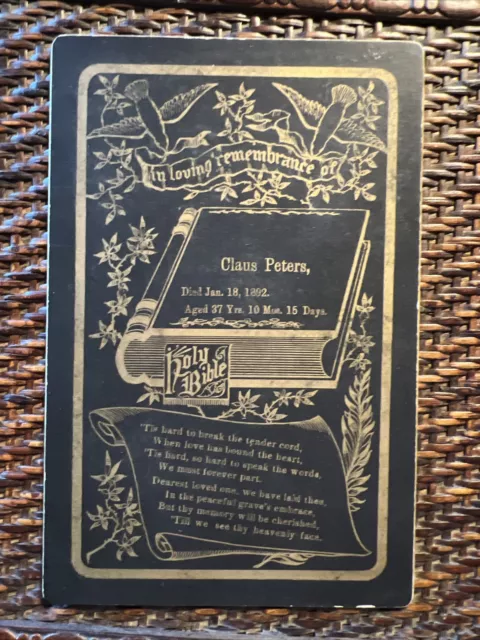 In loving remembrance of
Claus Peters,
Died Jan. 18, 1892.
Aged 37 Yrs. 10 Mos. 15 Days.
Holy
Bible
'Tis hard to break the tender cord,
When love has bound the heart,
'Tis hard, so hard to speak the words,
We must forever part.
Dearest loved one, we have laid thee,
In the peaceful grave's embrace,
But thy memory will be cherished,
'Till we see thy heavenly face.